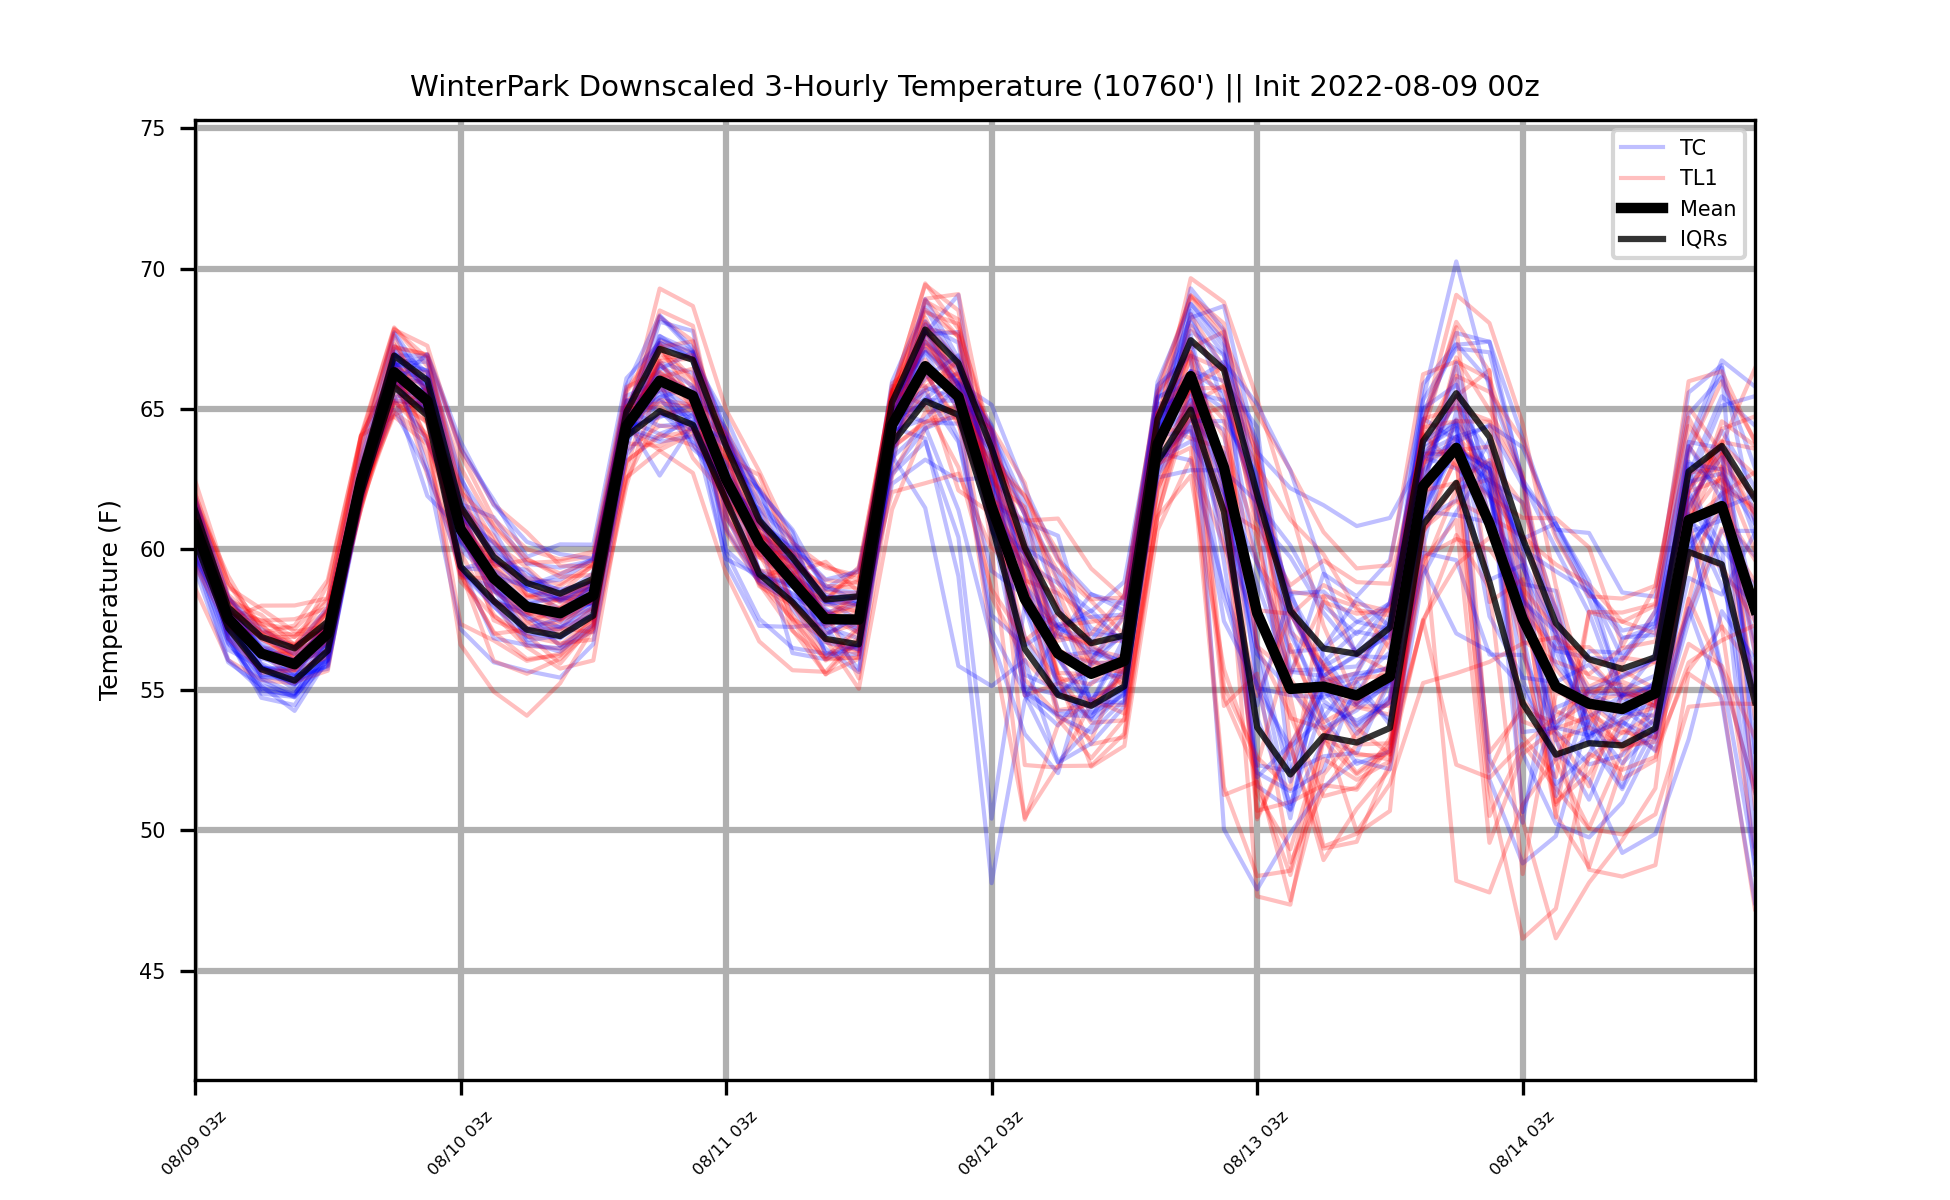 WinterPark Downscaled 3-Hourly Temperature (10760') || Init 2022-08-09 00z
TC
TL1
Mean
IQRs
Temperature (F)
75
70
65
60
55
50
45
08/09 03z
08/10 03z
08/11 03z
08/12 03z
08/13 03z
08/14 03z